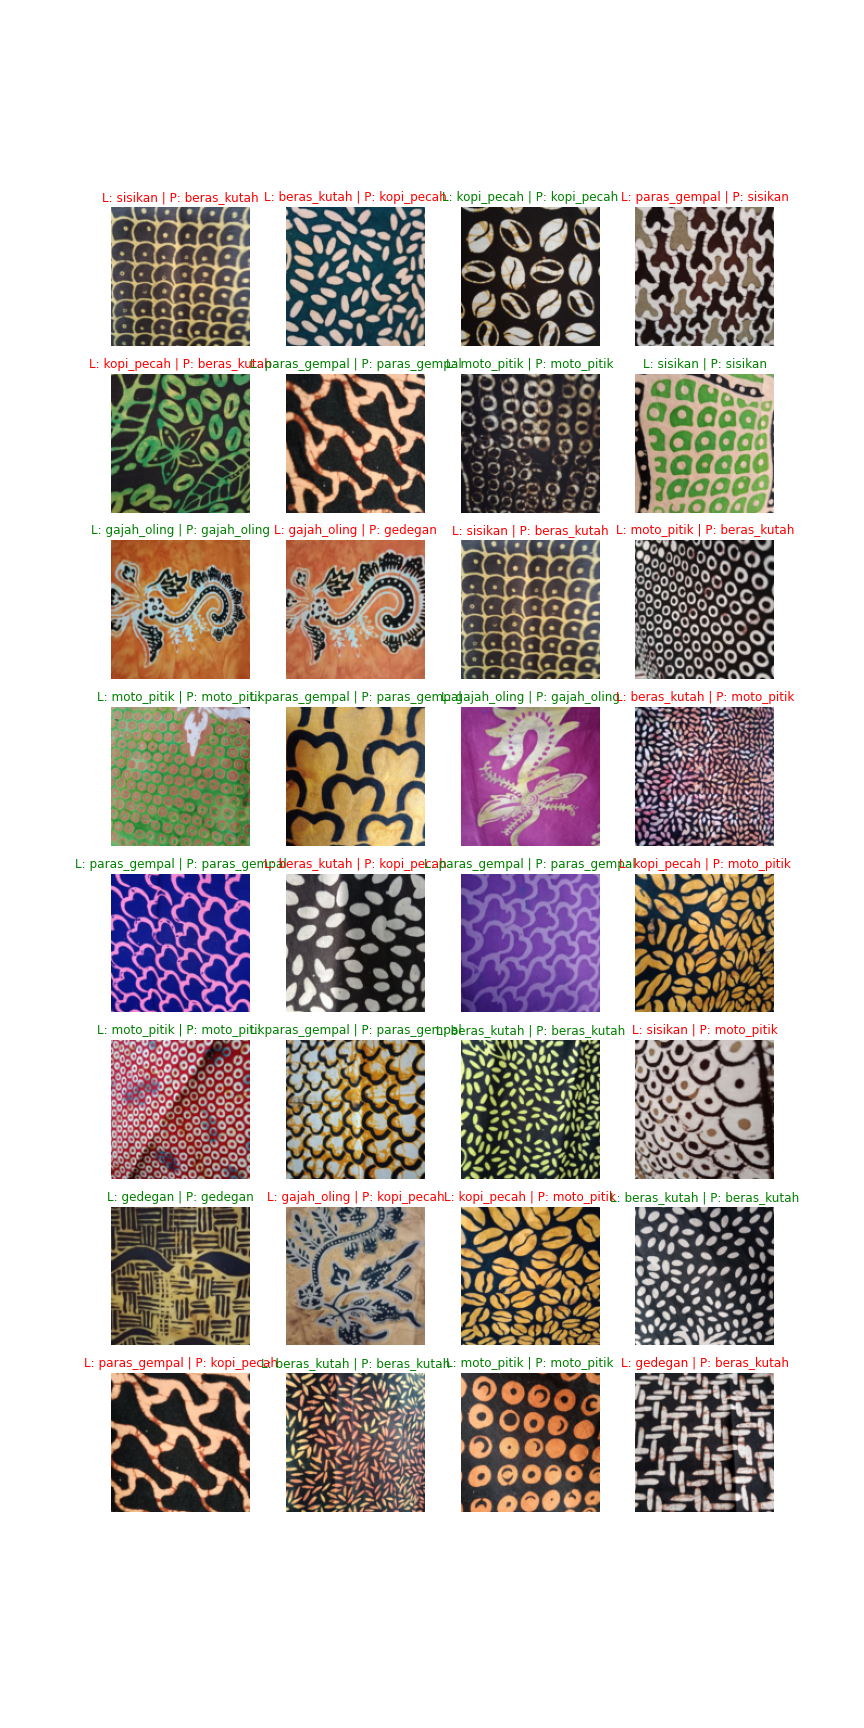 L: sisikan | P: beras_kutah
L: beras_kutah | P: kopi_pecah
L: kopi_pecah | P: kopi_pecah
L: paras_gempal | P: sisikan
L: kopi_pecah | P: beras_kutah
L: paras_gempal | P: paras_gempal
L: moto_pitik | P: moto_pitik
L: sisikan | P: sisikan
L: gajah_oling | P: gajah_oling
L: gajah_oling | P: gedegan
L: sisikan | P: beras_kutah
L: moto_pitik | P: beras_kutah
L: moto_pitik | P: moto_pitik
L: paras_gempal | P: paras_gempal
L: gajah_oling | P: gajah_oling
L: beras_kutah | P: moto_pitik
L: paras_gempal | P: paras_gempal
L: beras_kutah | P: kopi_pecah
L: paras_gempal | P: paras_gempal
L: kopi_pecah | P: moto_pitik
L: moto_pitik | P: moto_pitik
L: paras_gempal | P: paras_gempal
L: beras_kutah | P: beras_kutah
L: sisikan | P: moto_pitik
L: gedegan | P: gedegan
L: gajah_oling | P: kopi_pecah
L: kopi_pecah | P: moto_pitik
L: beras_kutah | P: beras_kutah
L: paras_gempal | P: kopi_pecah
L: beras_kutah | P: beras_kutah
L: moto_pitik | P: moto_pitik
L: gedegan | P: beras_kutah